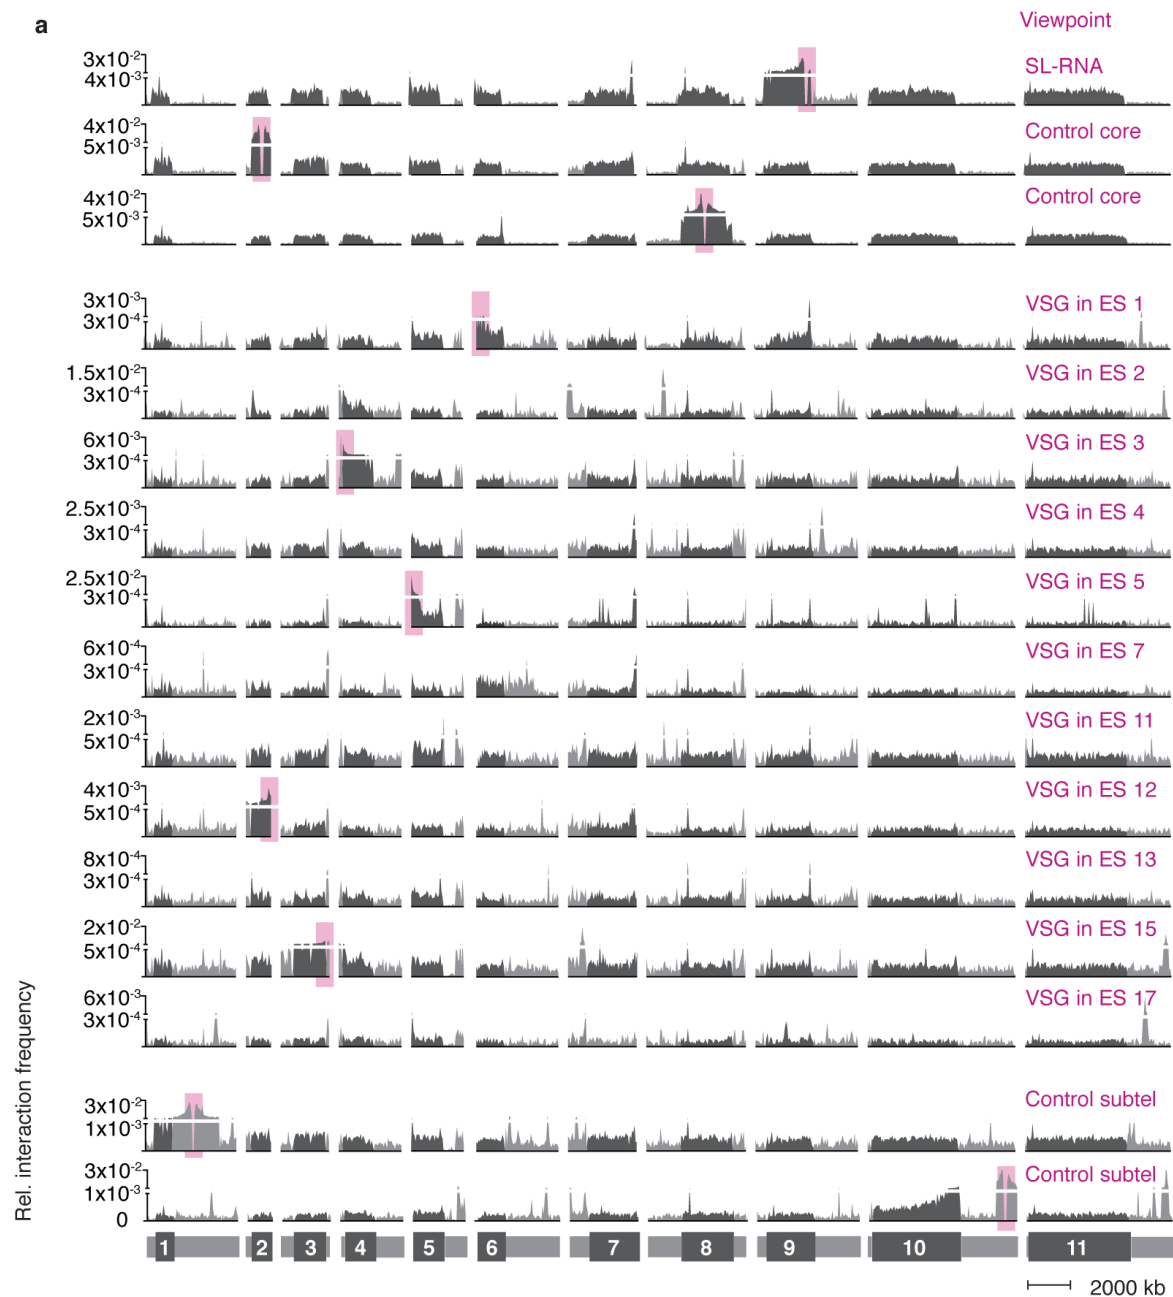 a
Viewpoint
3x10-2
4x10-3
SL-RNA
4x10-2
5x10-3
Control core
4x10-2
5x10-3
Control core
3x10-3
3x10-4
VSG in ES 1
1.5x10-2
3x10-4
VSG in ES 2
6x10-3
3x10-4
VSG in ES 3
2.5x10-3
3x10-4
VSG in ES 4
2.5x10-2
3x10-4
VSG in ES 5
6x10-4
3x10-4
VSG in ES 7
2x10-3
5x10-4
VSG in ES 11
4x10-3
5x10-4
VSG in ES 12
8x10-4
3x10-4
VSG in ES 13
2x10-2
5x10-4
VSG in ES 15
6x10-3
3x10-4
VSG in ES 17
3x10-2
1x10-3
Control subtel
3x10-2
1x10-3
0
Control subtel
Rel. interaction frequency
1 2 3 4 5 6 7 8 9 10 11
2000 kb